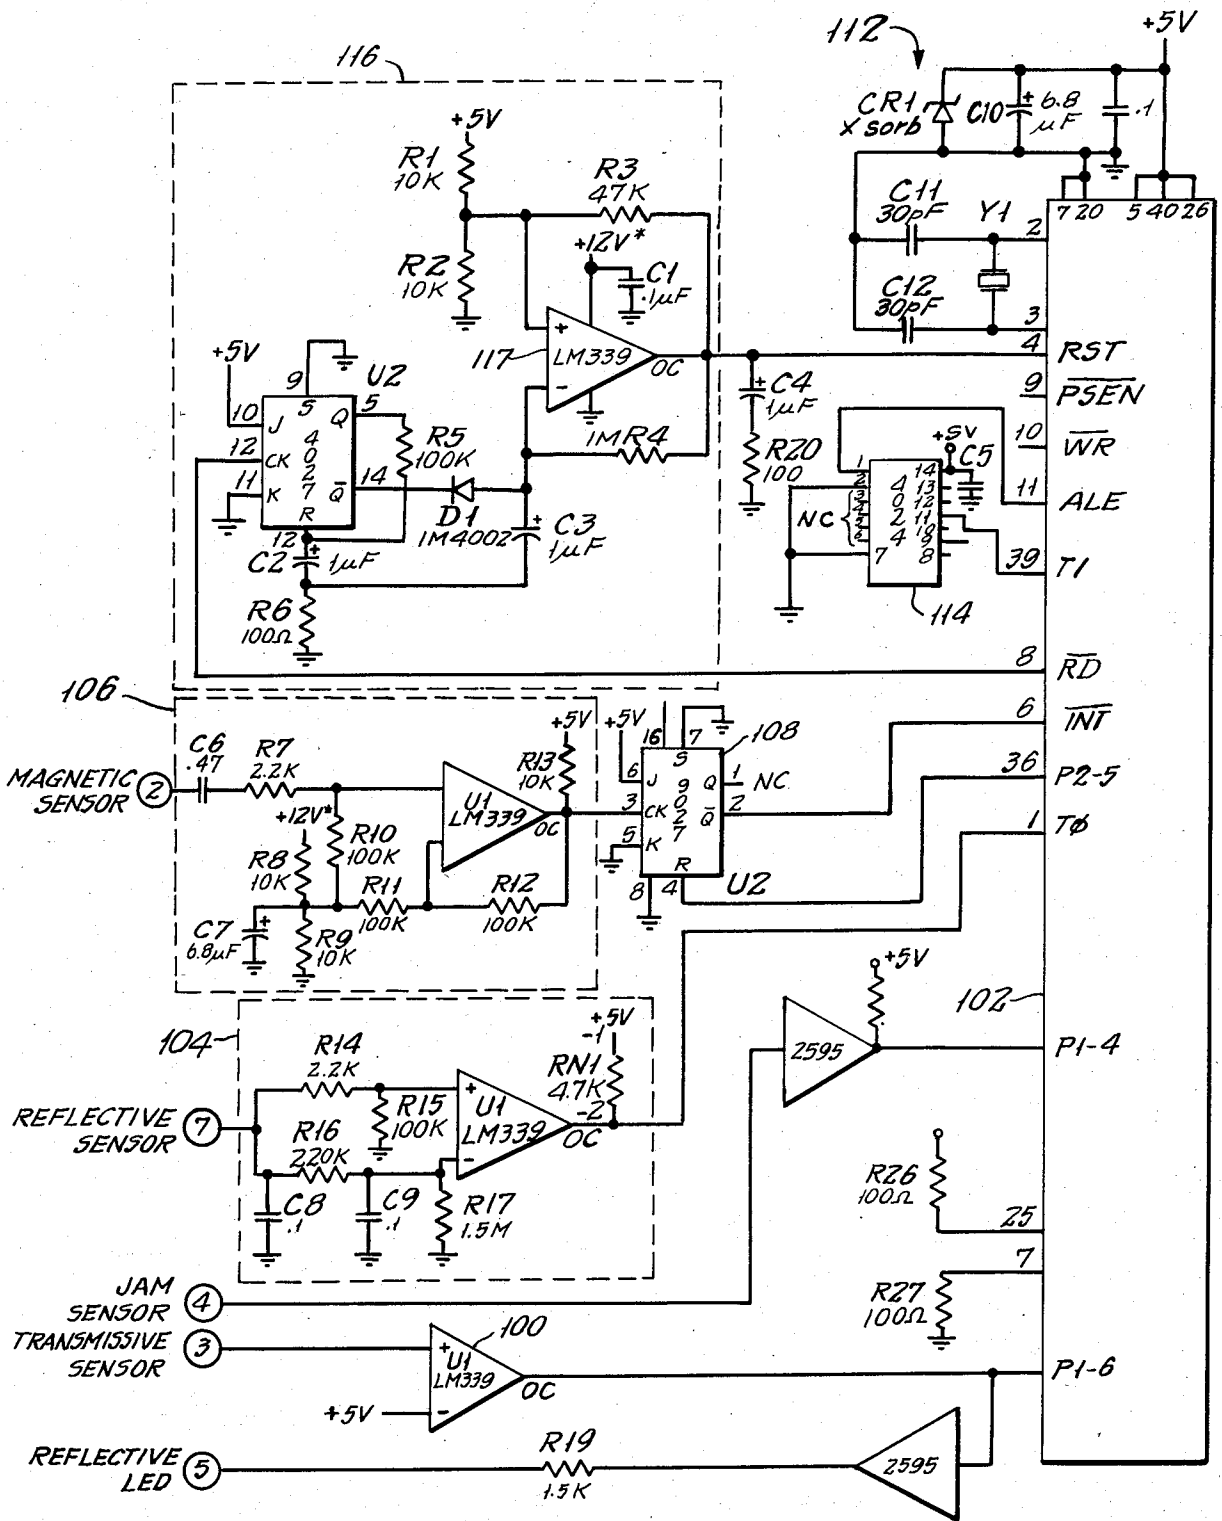 112
+5V
116
CR1
x sorb
C10
+
6.8
µF
.1
+5V
R1
10K
R3
47K
C11
30pF
Y1
7 20
5 40 26
2
+12V*
R2
10K
C1
.1µF
C12
30pF
3
+
117
LM339
OC
4
RST
+5V
9
U2
−
+
C4
1µF
9
PSEN
10
S
J
Q
5
1M R4
+5V
10
WR
12
CK
4
0
2
7
R5
100K
R20
100
1
14
C5
11
K
Q
14
2
3
4
5
6
4
0
2
4
13
12
11
10
9
8
11
ALE
R
D1
1M4002
+
C3
1µF
NC
12
C2
+
1µF
7
39
T1
R6
100Ω
114
8
RD
106
+5V
+5V
16
7
108
6
INT
C6
.47
R7
2.2K
R13
10K
S
MAGNETIC
SENSOR
2
6
J
9
0
2
7
Q
1
NC
36
P2-5
U1
LM339
OC
3
CK
Q
2
+12V*
R10
100K
5
K
1
TØ
R8
10K
R
R11
100K
R12
100K
8
4
U2
C7
6.8µF
+
R9
10K
+5V
102
104
+5V
-1
2595
P1-4
R14
2.2K
RN1
4.7K
-2
+
R15
100K
U1
LM339
OC
REFLECTIVE
SENSOR
7
R16
220K
−
R26
100Ω
C8
.1
C9
.1
R17
1.5M
25
7
JAM
SENSOR
4
R27
100Ω
TRANSMISSIVE
SENSOR
3
100
+
U1
LM339
OC
P1-6
+5V
−
REFLECTIVE
LED
5
R19
1.5K
2595